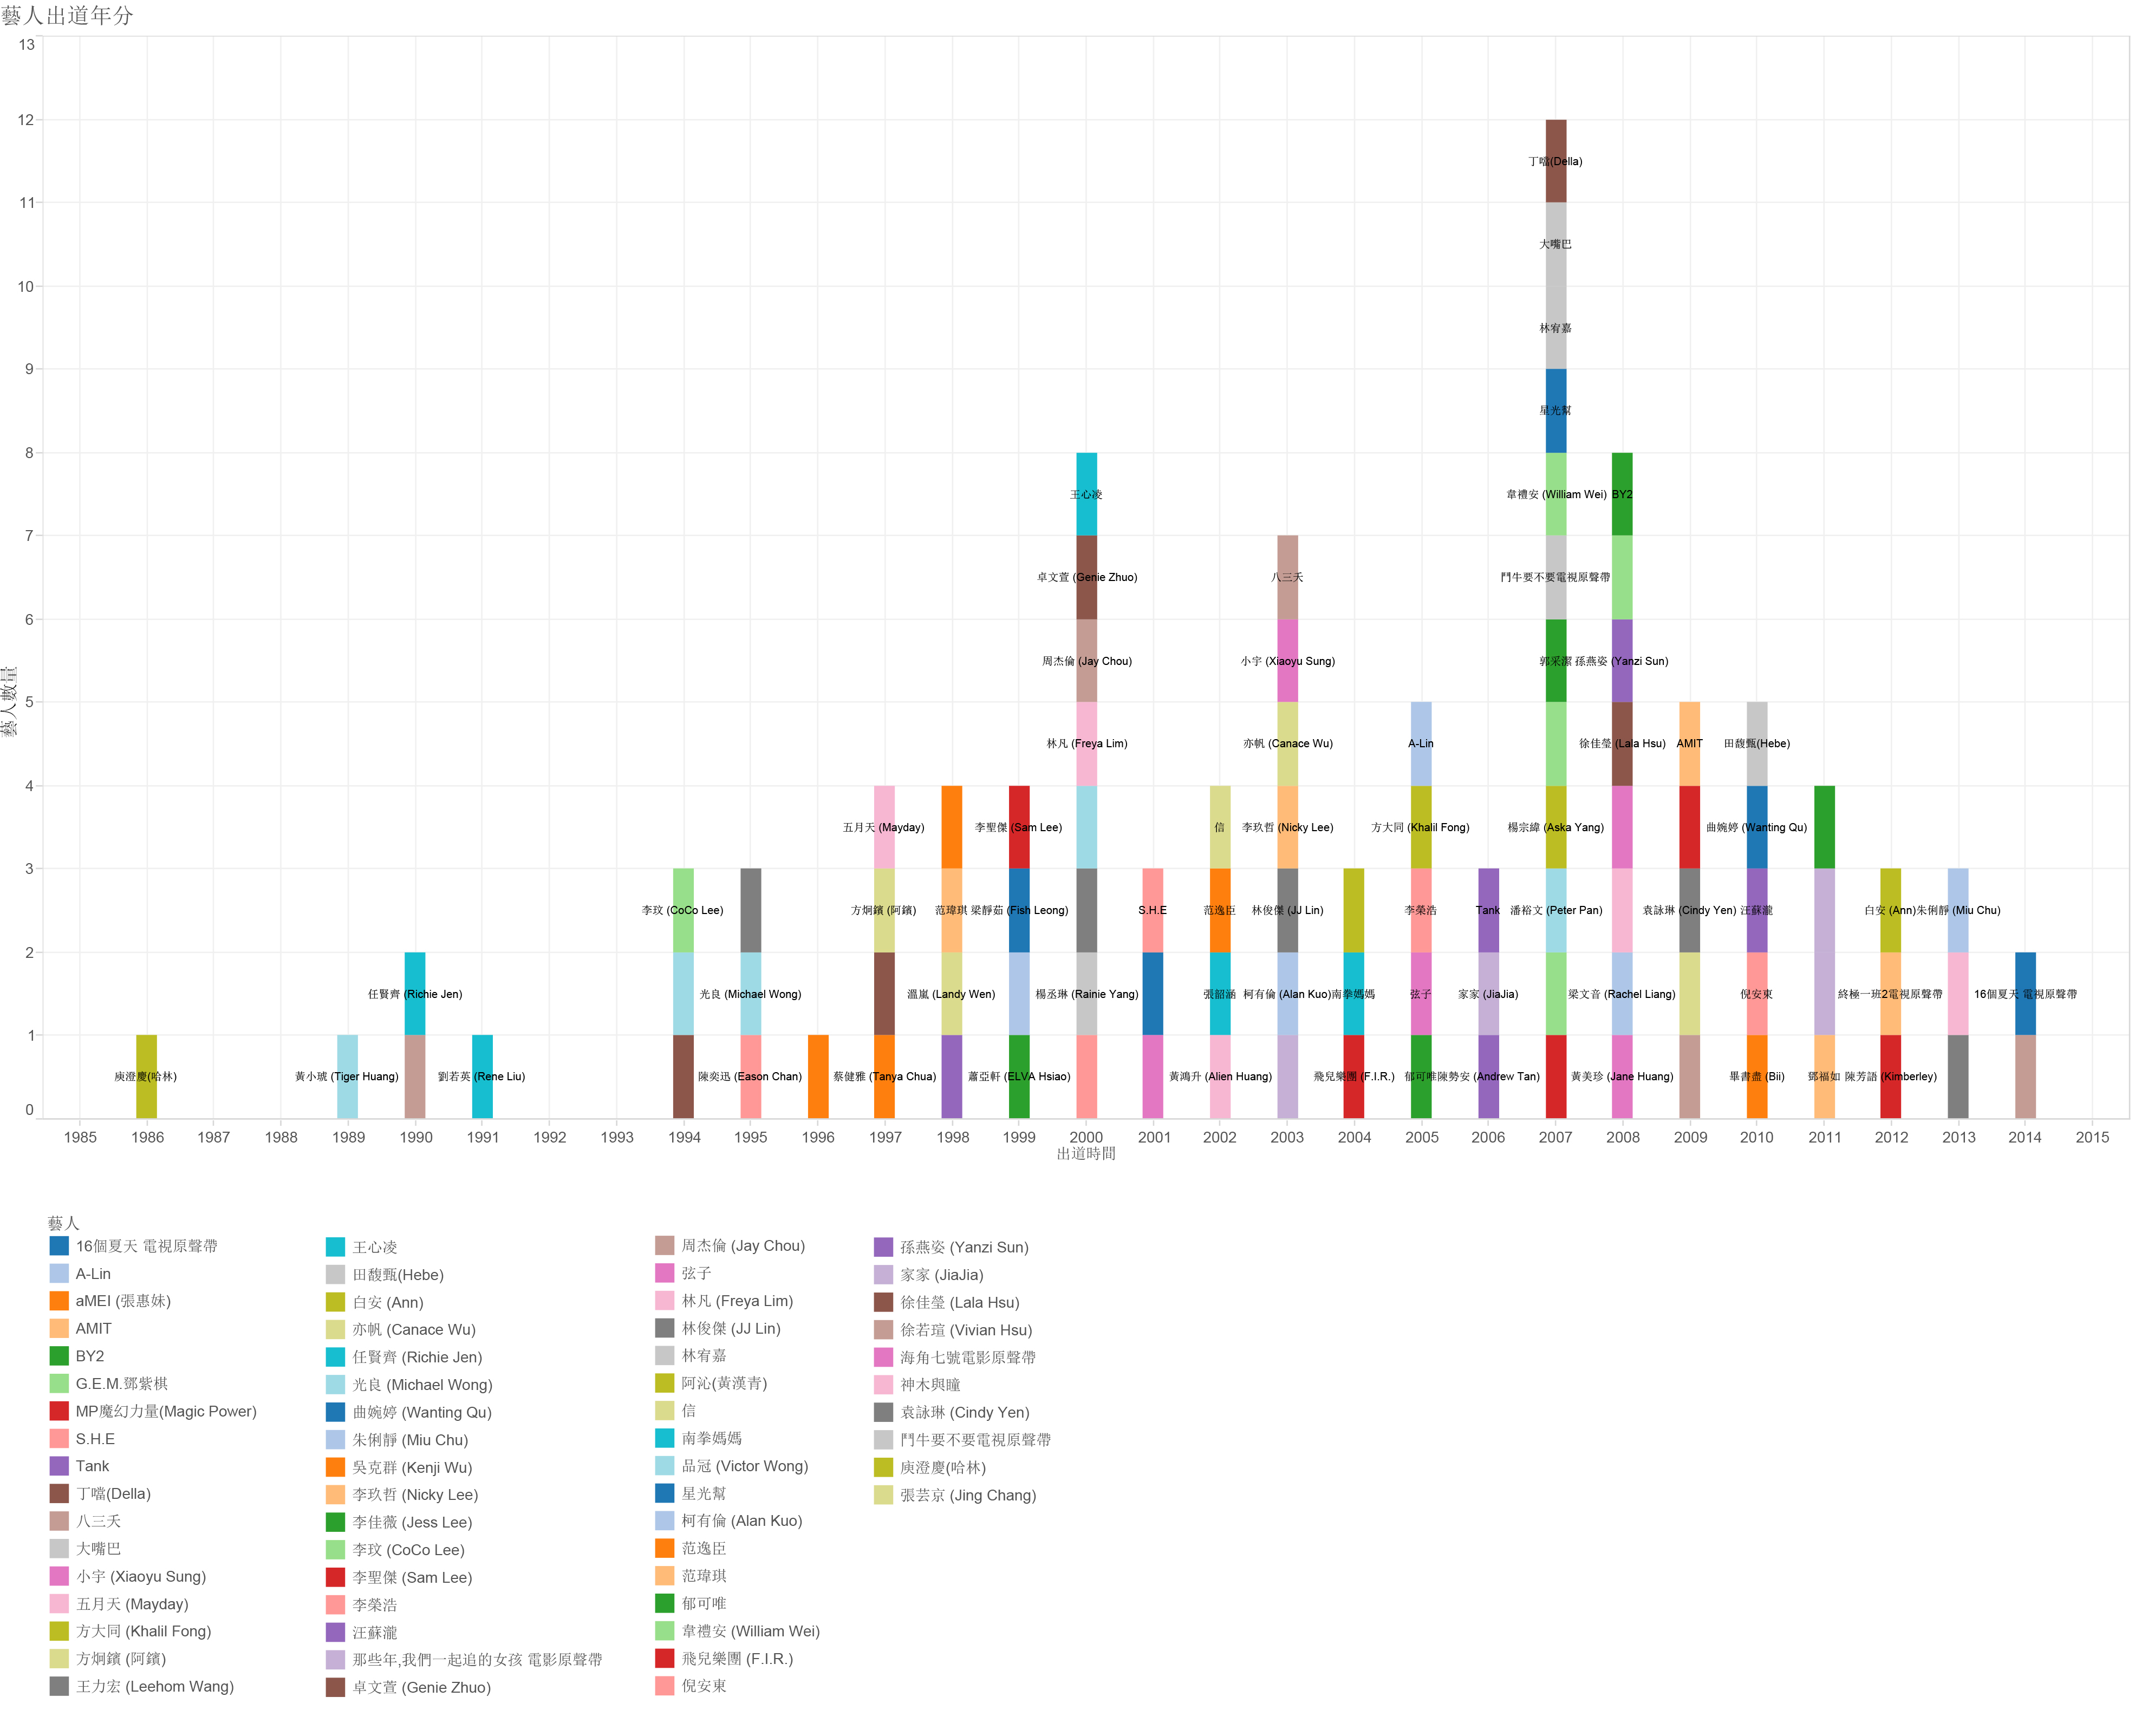 藝人出道年分
13
12
丁噹(Della)
11
大嘴巴
10
林宥嘉
9
星光幫
8
王心凌
韋禮安 (William Wei) BY2
7
卓文萱 (Genie Zhuo) 八三夭 鬥牛要不要電視原聲帶
6
周杰倫 (Jay Chou) 小宇 (Xiaoyu Sung) 郭采潔 孫燕姿 (Yanzi Sun)
藝人數量
5
林凡 (Freya Lim) 亦帆 (Canace Wu) A-Lin 徐佳瑩 (Lala Hsu) AMIT 田馥甄(Hebe)
4
五月天 (Mayday) 李聖傑 (Sam Lee) 信 李玖哲 (Nicky Lee) 方大同 (Khalil Fong) 楊宗緯 (Aska Yang) 曲婉婷 (Wanting Qu)
3
李玟 (CoCo Lee) 方炯鑌 (阿鑌) 范瑋琪 梁靜茹 (Fish Leong) S.H.E 范逸臣 林俊傑 (JJ Lin) 李榮浩 Tank 潘裕文 (Peter Pan) 袁詠琳 (Cindy Yen) 汪蘇瀧 白安 (Ann) 朱俐靜 (Miu Chu)
2
任賢齊 (Richie Jen) 光良 (Michael Wong) 溫嵐 (Landy Wen) 楊丞琳 (Rainie Yang) 張韶涵 柯有倫 (Alan Kuo) 南拳媽媽 弦子 家家 (JiaJia) 梁文音 (Rachel Liang) 倪安東 終極一班2電視原聲帶 16個夏天 電視原聲帶
1
庾澄慶(哈林) 黃小琥 (Tiger Huang) 劉若英 (Rene Liu) 陳奕迅 (Eason Chan) 蔡健雅 (Tanya Chua) 蕭亞軒 (ELVA Hsiao) 黃鴻升 (Alien Huang) 飛兒樂團 (F.I.R.) 郁可唯 陳勢安 (Andrew Tan) 黃美珍 (Jane Huang) 畢書盡 (Bii) 鄧福如 陳芳語 (Kimberley)
0
1985 1986 1987 1988 1989 1990 1991 1992 1993 1994 1995 1996 1997 1998 1999 2000 2001 2002 2003 2004 2005 2006 2007 2008 2009 2010 2011 2012 2013 2014 2015
出道時間
藝人
16個夏天 電視原聲帶
A-Lin
aMEI (張惠妹)
AMIT
BY2
G.E.M.鄧紫棋
MP魔幻力量(Magic Power)
S.H.E
Tank
丁噹(Della)
八三夭
大嘴巴
小宇 (Xiaoyu Sung)
五月天 (Mayday)
方大同 (Khalil Fong)
方炯鑌 (阿鑌)
王力宏 (Leehom Wang)
王心凌
田馥甄(Hebe)
白安 (Ann)
亦帆 (Canace Wu)
任賢齊 (Richie Jen)
光良 (Michael Wong)
曲婉婷 (Wanting Qu)
朱俐靜 (Miu Chu)
吳克群 (Kenji Wu)
李玖哲 (Nicky Lee)
李佳薇 (Jess Lee)
李玟 (CoCo Lee)
李聖傑 (Sam Lee)
李榮浩
汪蘇瀧
那些年,我們一起追的女孩 電影原聲帶
卓文萱 (Genie Zhuo)
周杰倫 (Jay Chou)
弦子
林凡 (Freya Lim)
林俊傑 (JJ Lin)
林宥嘉
阿沁(黃漢青)
信
南拳媽媽
品冠 (Victor Wong)
星光幫
柯有倫 (Alan Kuo)
范逸臣
范瑋琪
郁可唯
韋禮安 (William Wei)
飛兒樂團 (F.I.R.)
倪安東
孫燕姿 (Yanzi Sun)
家家 (JiaJia)
徐佳瑩 (Lala Hsu)
徐若瑄 (Vivian Hsu)
海角七號電影原聲帶
神木與瞳
袁詠琳 (Cindy Yen)
鬥牛要不要電視原聲帶
庾澄慶(哈林)
張芸京 (Jing Chang)